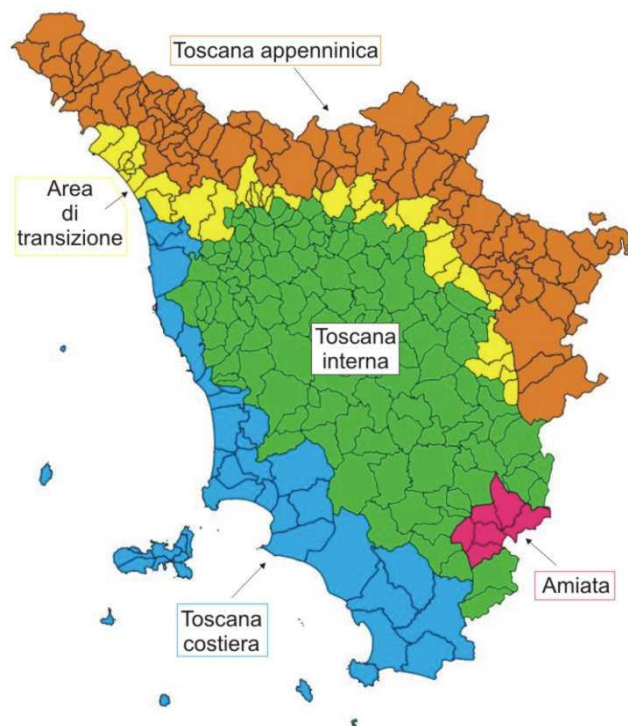 Toscana appenninica
Area
di
transizione
Toscana
interna
Amiata
Toscana
costiera